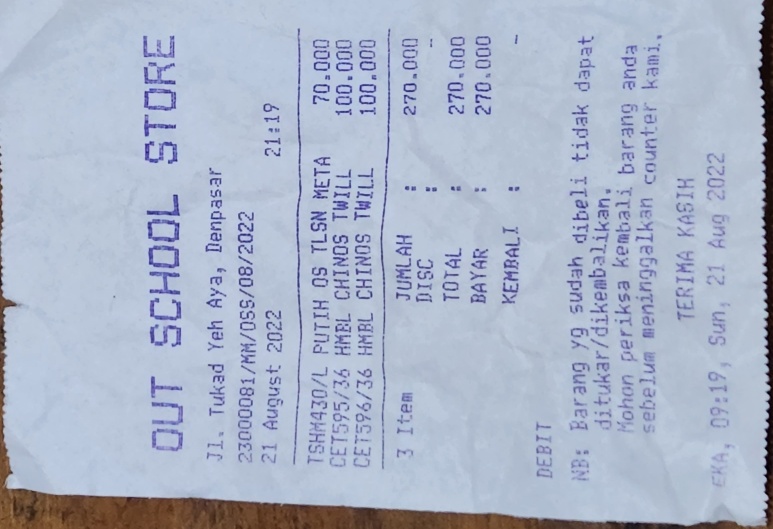 OUT SCHOOL STORE
Jl. Tukad Yeh Aya, Denpasar
23000081/MM/OSS/08/2022
21 August 2022 21:19
TSHM430/L PUTIH OS TLSN META 70.000
CET595/36 HMBL CHINOS TWILL 100.000
CET596/36 HMBL CHINOS TWILL 100.000
3 Item JUMLAH : 270.000
DISC : -
TOTAL : 270.000
BAYAR : 270.000
KEMBALI : -
DEBIT
NB: Barang yg sudah dibeli tidak dapat
ditukar/dikembalikan.
Mohon periksa kembali barang anda
sebelum meninggalkan counter kami.
TERIMA KASIH
EKA, 09:19, Sun, 21 Aug 2022